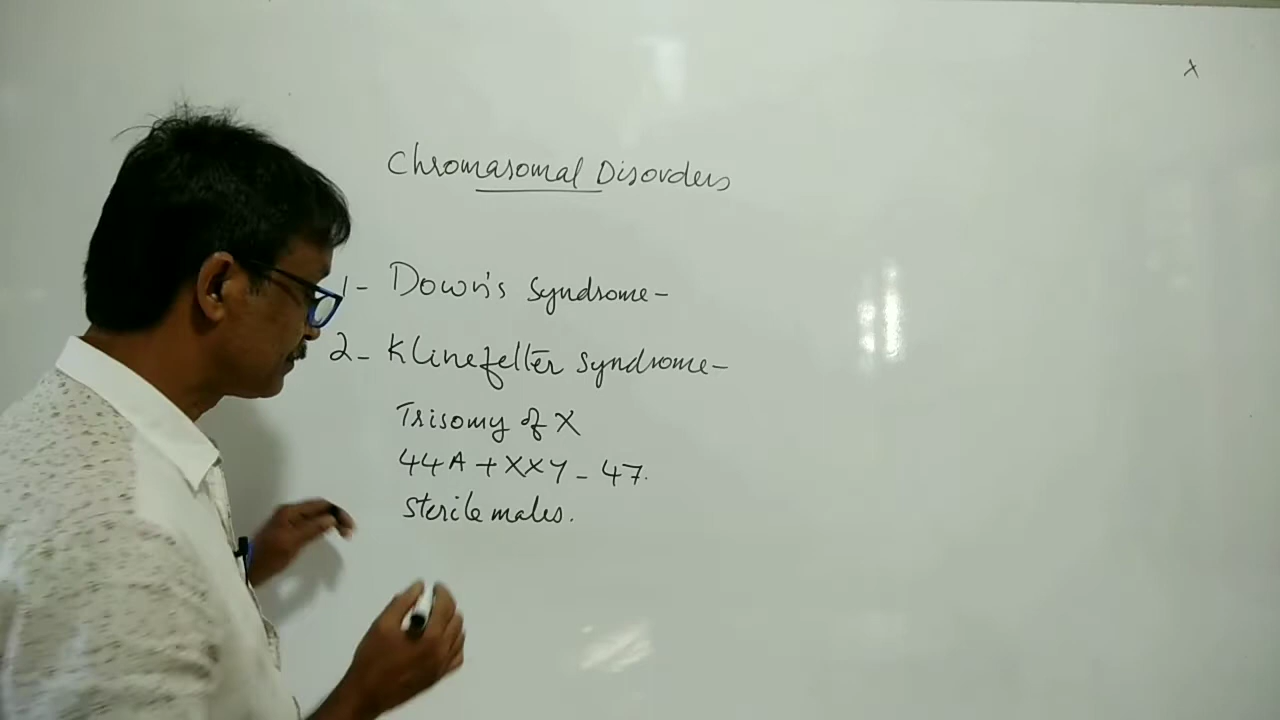 x
Chromasomal Disorders
1- Down's Syndrome-
2- Klinefelter Syndrome-
Trisomy of X
44A + XXY - 47.
Sterile males.